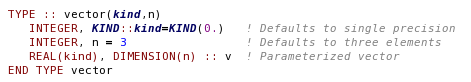 TYPE :: vector(kind,n)
INTEGER, KIND::kind=KIND(0.) ! Defaults to single precision
INTEGER, n = 3 ! Defaults to three elements
REAL(kind), DIMENSION(n) :: v ! Parameterized vector
END TYPE vector